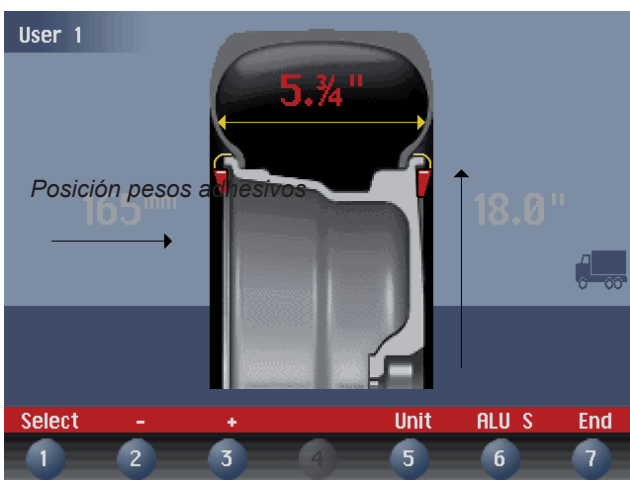 User 1
5.¾"
Posición pesos adhesivos
165mm
18.0"
Select - + Unit ALU S End
1 2 3 4 5 6 7